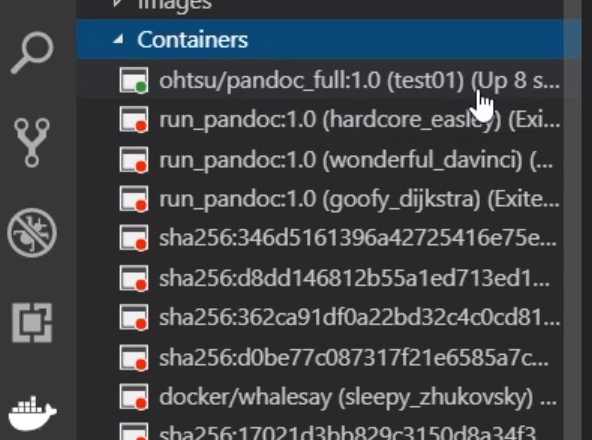 Images
Containers
ohtsu/pandoc_full:1.0 (test01) (Up 8 s...
run_pandoc:1.0 (hardcore_easley) (Exi...
run_pandoc:1.0 (wonderful_davinci) (...
run_pandoc:1.0 (goofy_dijkstra) (Exite...
sha256:346d5161396a42725416e75e...
sha256:d8dd146812b55a1ed713ed1...
sha256:362ca91df0a22bd32c4c0cd81...
sha256:d0be77c087317f21e6585a7c...
docker/whalesay (sleepy_zhukovsky) ...
sha256:17021d3bb829c3150d8a34f3...